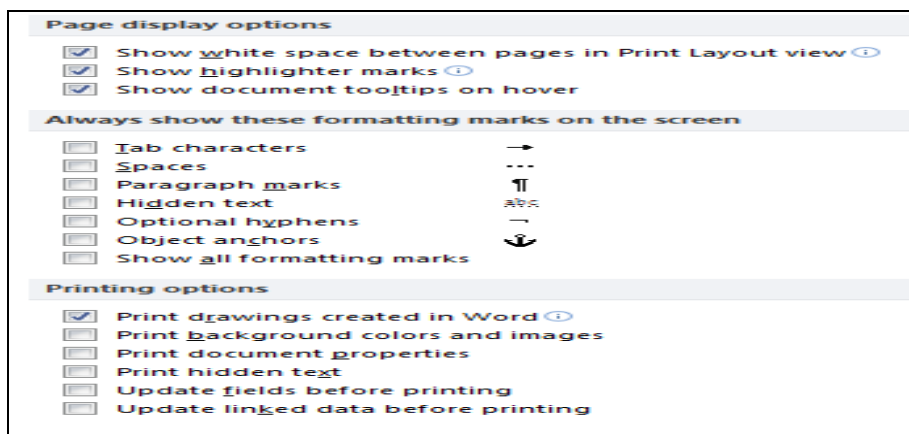 Page display options
Show white space between pages in Print Layout view
Show highlighter marks
Show document tooltips on hover
Always show these formatting marks on the screen
Tab characters
Spaces
Paragraph marks ¶
Hidden text abc
Optional hyphens ¬
Object anchors
Show all formatting marks
Printing options
Print drawings created in Word
Print background colors and images
Print document properties
Print hidden text
Update fields before printing
Update linked data before printing